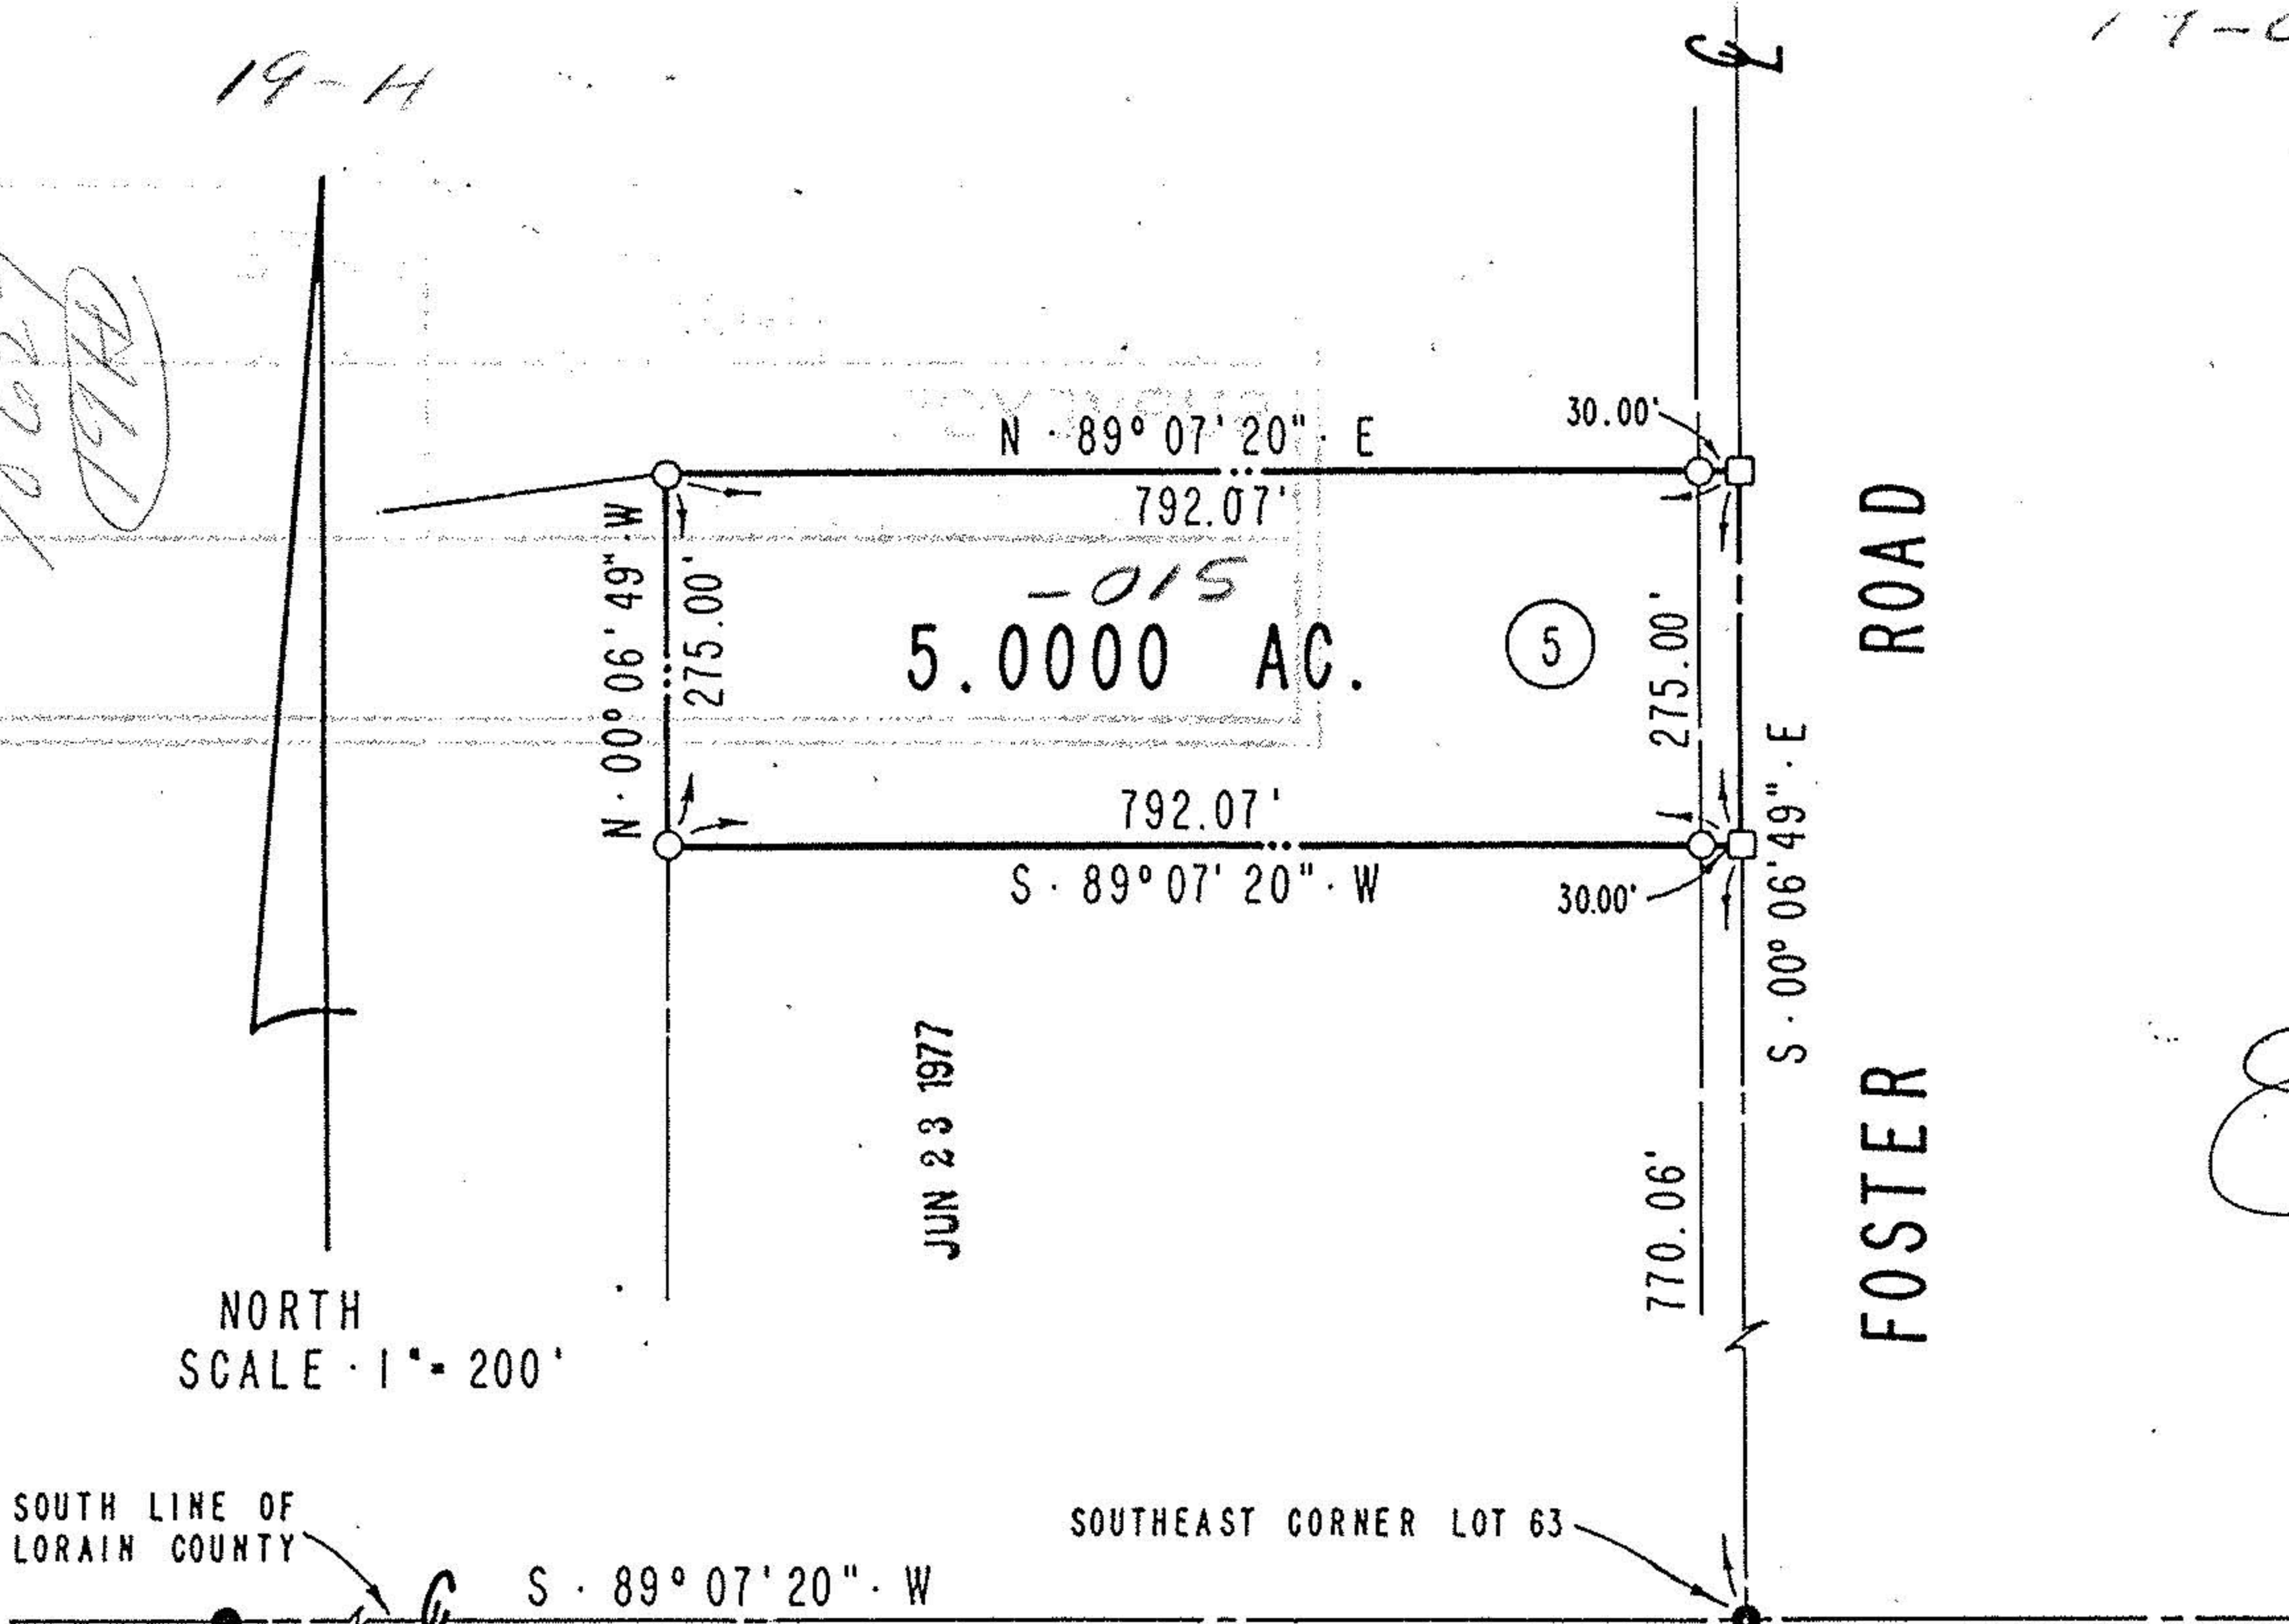 19-H
℄
19H
30.00'
N · 89° 07' 20" · E
792.07'
N · 00° 06' 49" · W
275.00'
-015
5.0000 AC.
5
275.00'
ROAD
792.07'
S · 89° 07' 20" · W
30.00'
S · 00° 06' 49" · E
JUN 23 1977
770.06'
FOSTER
NORTH
SCALE · 1" = 200'
SOUTH LINE OF
LORAIN COUNTY
SOUTHEAST CORNER LOT 63
S · 89° 07' 20" · W